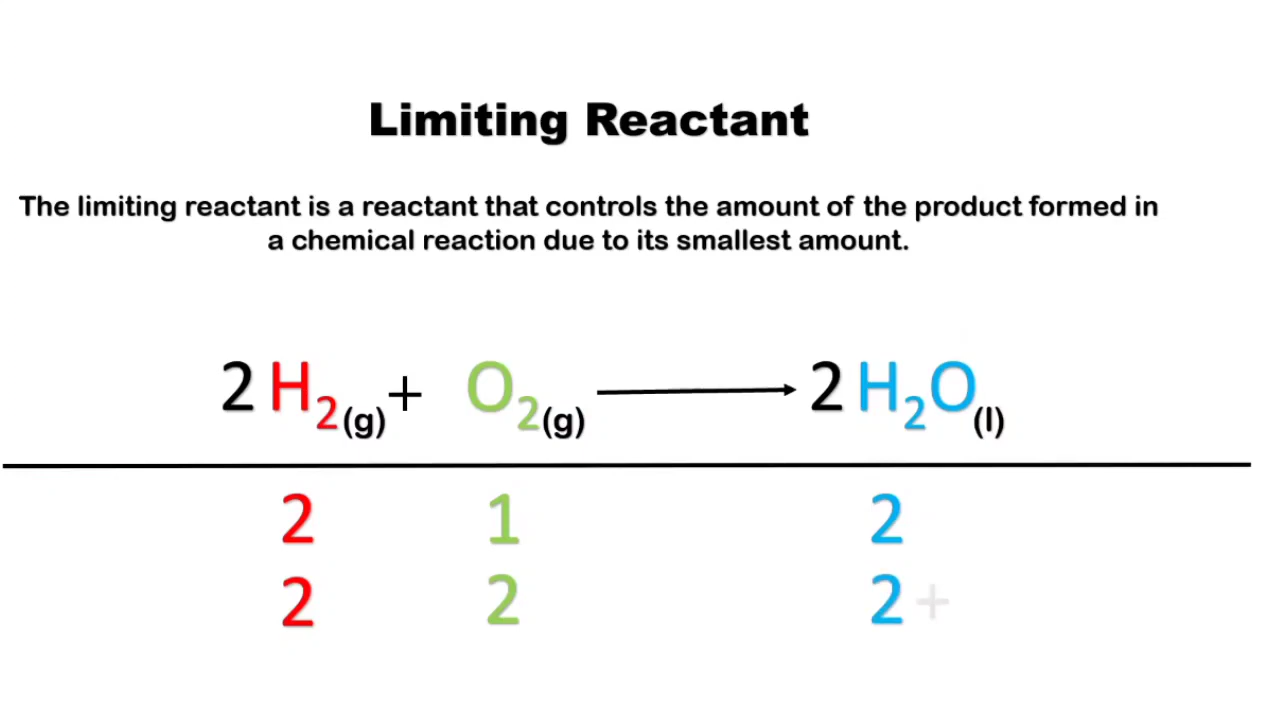 Limiting Reactant
The limiting reactant is a reactant that controls the amount of the product formed in
a chemical reaction due to its smallest amount.
2 H₂(g) + O₂(g) ⟶ 2 H₂O(l)
2 1 2
2 2 2 +